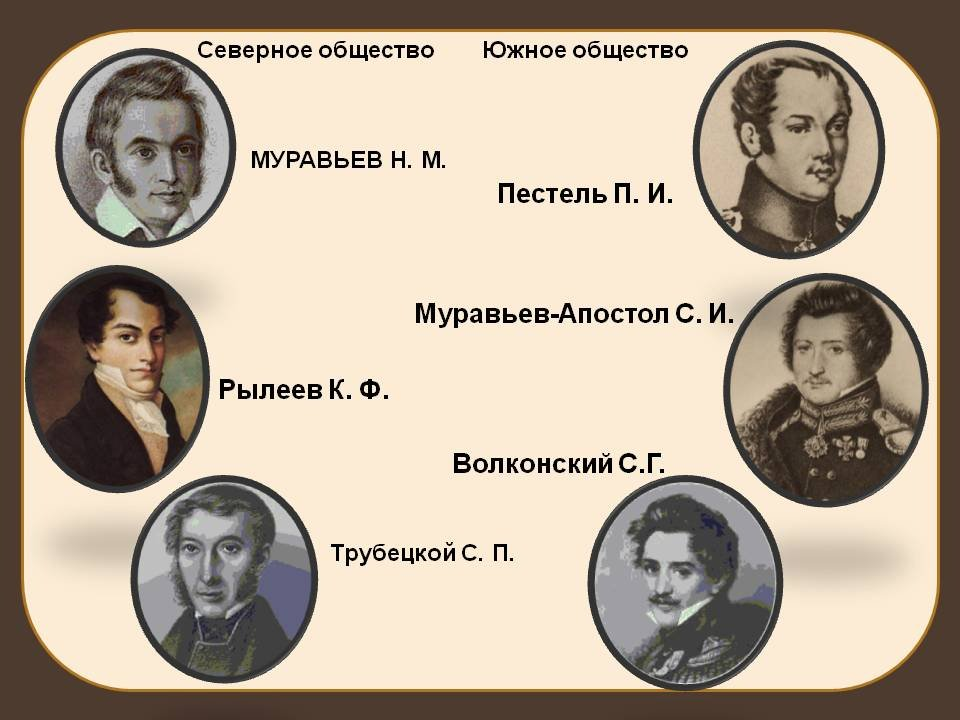 Северное общество
Южное общество
МУРАВЬЕВ Н. М.
Пестель П. И.
Муравьев-Апостол С. И.
Рылеев К. Ф.
Волконский С.Г.
Трубецкой С. П.